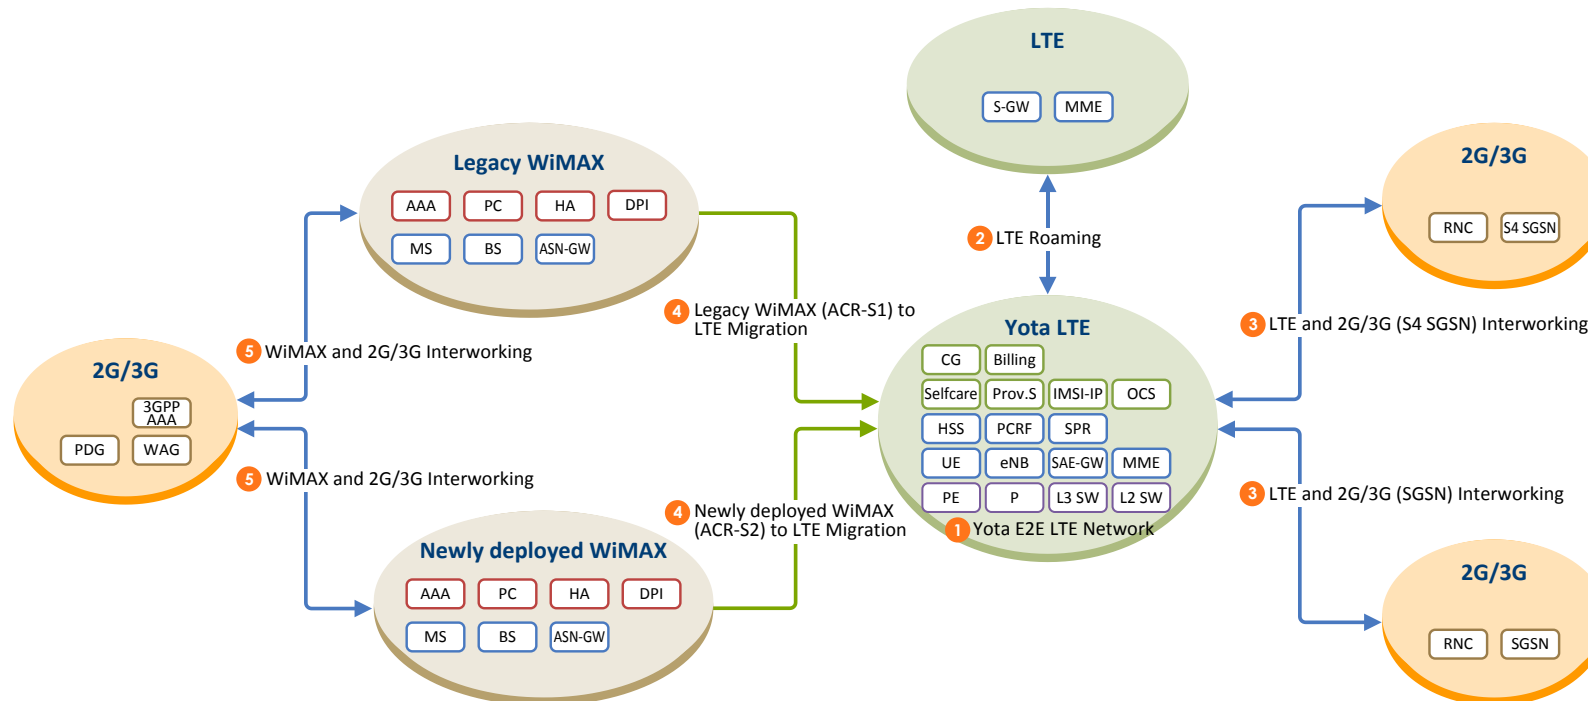 LTE
S-GW MME
Legacy WiMAX
AAA PC HA DPI
MS BS ASN-GW
2G/3G
RNC S4 SGSN
2 LTE Roaming
4 Legacy WiMAX (ACR-S1) to
LTE Migration
3 LTE and 2G/3G (S4 SGSN) Interworking
5 WiMAX and 2G/3G Interworking
2G/3G
3GPP
AAA
PDG WAG
5 WiMAX and 2G/3G Interworking
Yota LTE
CG Billing
Selfcare Prov.S IMSI-IP OCS
HSS PCRF SPR
UE eNB SAE-GW MME
PE P L3 SW L2 SW
1 Yota E2E LTE Network
4 Newly deployed WiMAX
(ACR-S2) to LTE Migration
3 LTE and 2G/3G (SGSN) Interworking
Newly deployed WiMAX
AAA PC HA DPI
MS BS ASN-GW
2G/3G
RNC SGSN